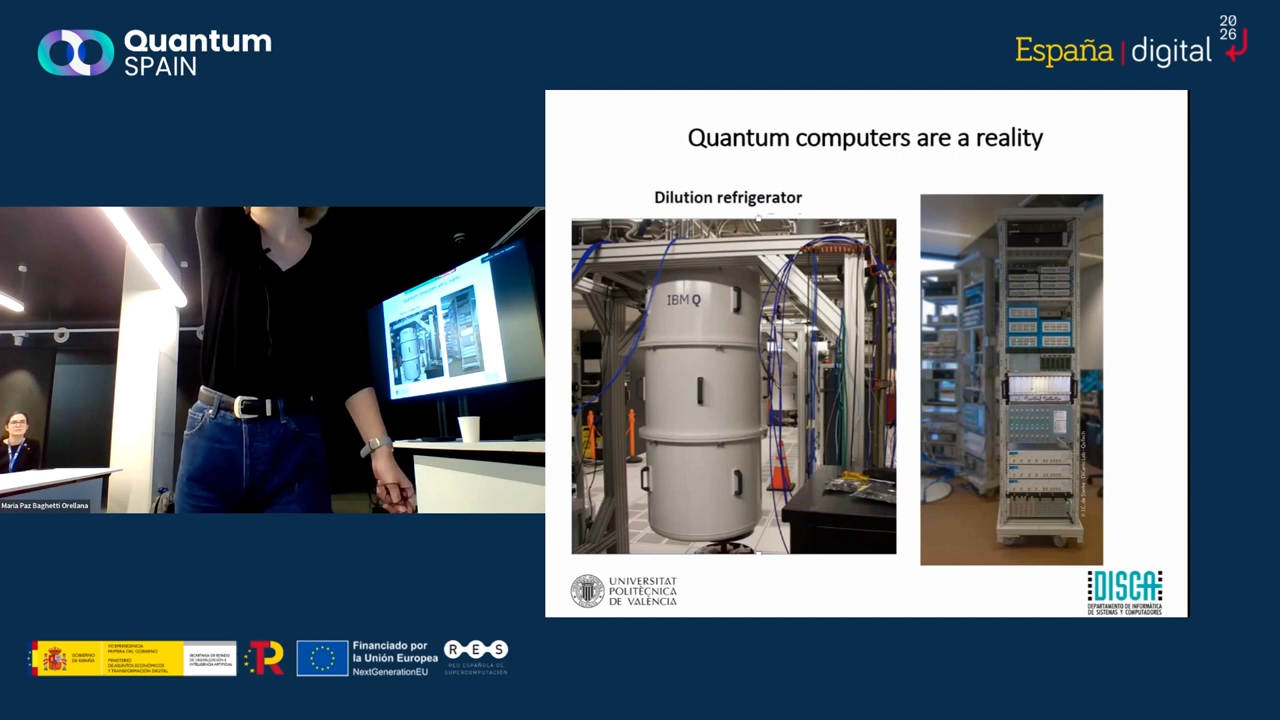 Quantum
SPAIN
España | digital
20
26
Quantum computers are a reality
Dilution refrigerator
IBM Q
Maria Paz Baghetti Orellana
UNIVERSITAT
POLITÈCNICA
DE VALÈNCIA
DISCA
DEPARTAMENTO DE INFORMÁTICA
DE SISTEMAS Y COMPUTADORES
GOBIERNO
DE ESPAÑA
VICEPRESIDENCIA
PRIMERA DEL GOBIERNO
MINISTERIO
DE ASUNTOS ECONÓMICOS
Y TRANSFORMACIÓN DIGITAL
SECRETARÍA DE ESTADO
DE DIGITALIZACIÓN E
INTELIGENCIA ARTIFICIAL
R
Financiado por
la Unión Europea
NextGenerationEU
RES
RED ESPAÑOLA DE
SUPERCOMPUTACIÓN